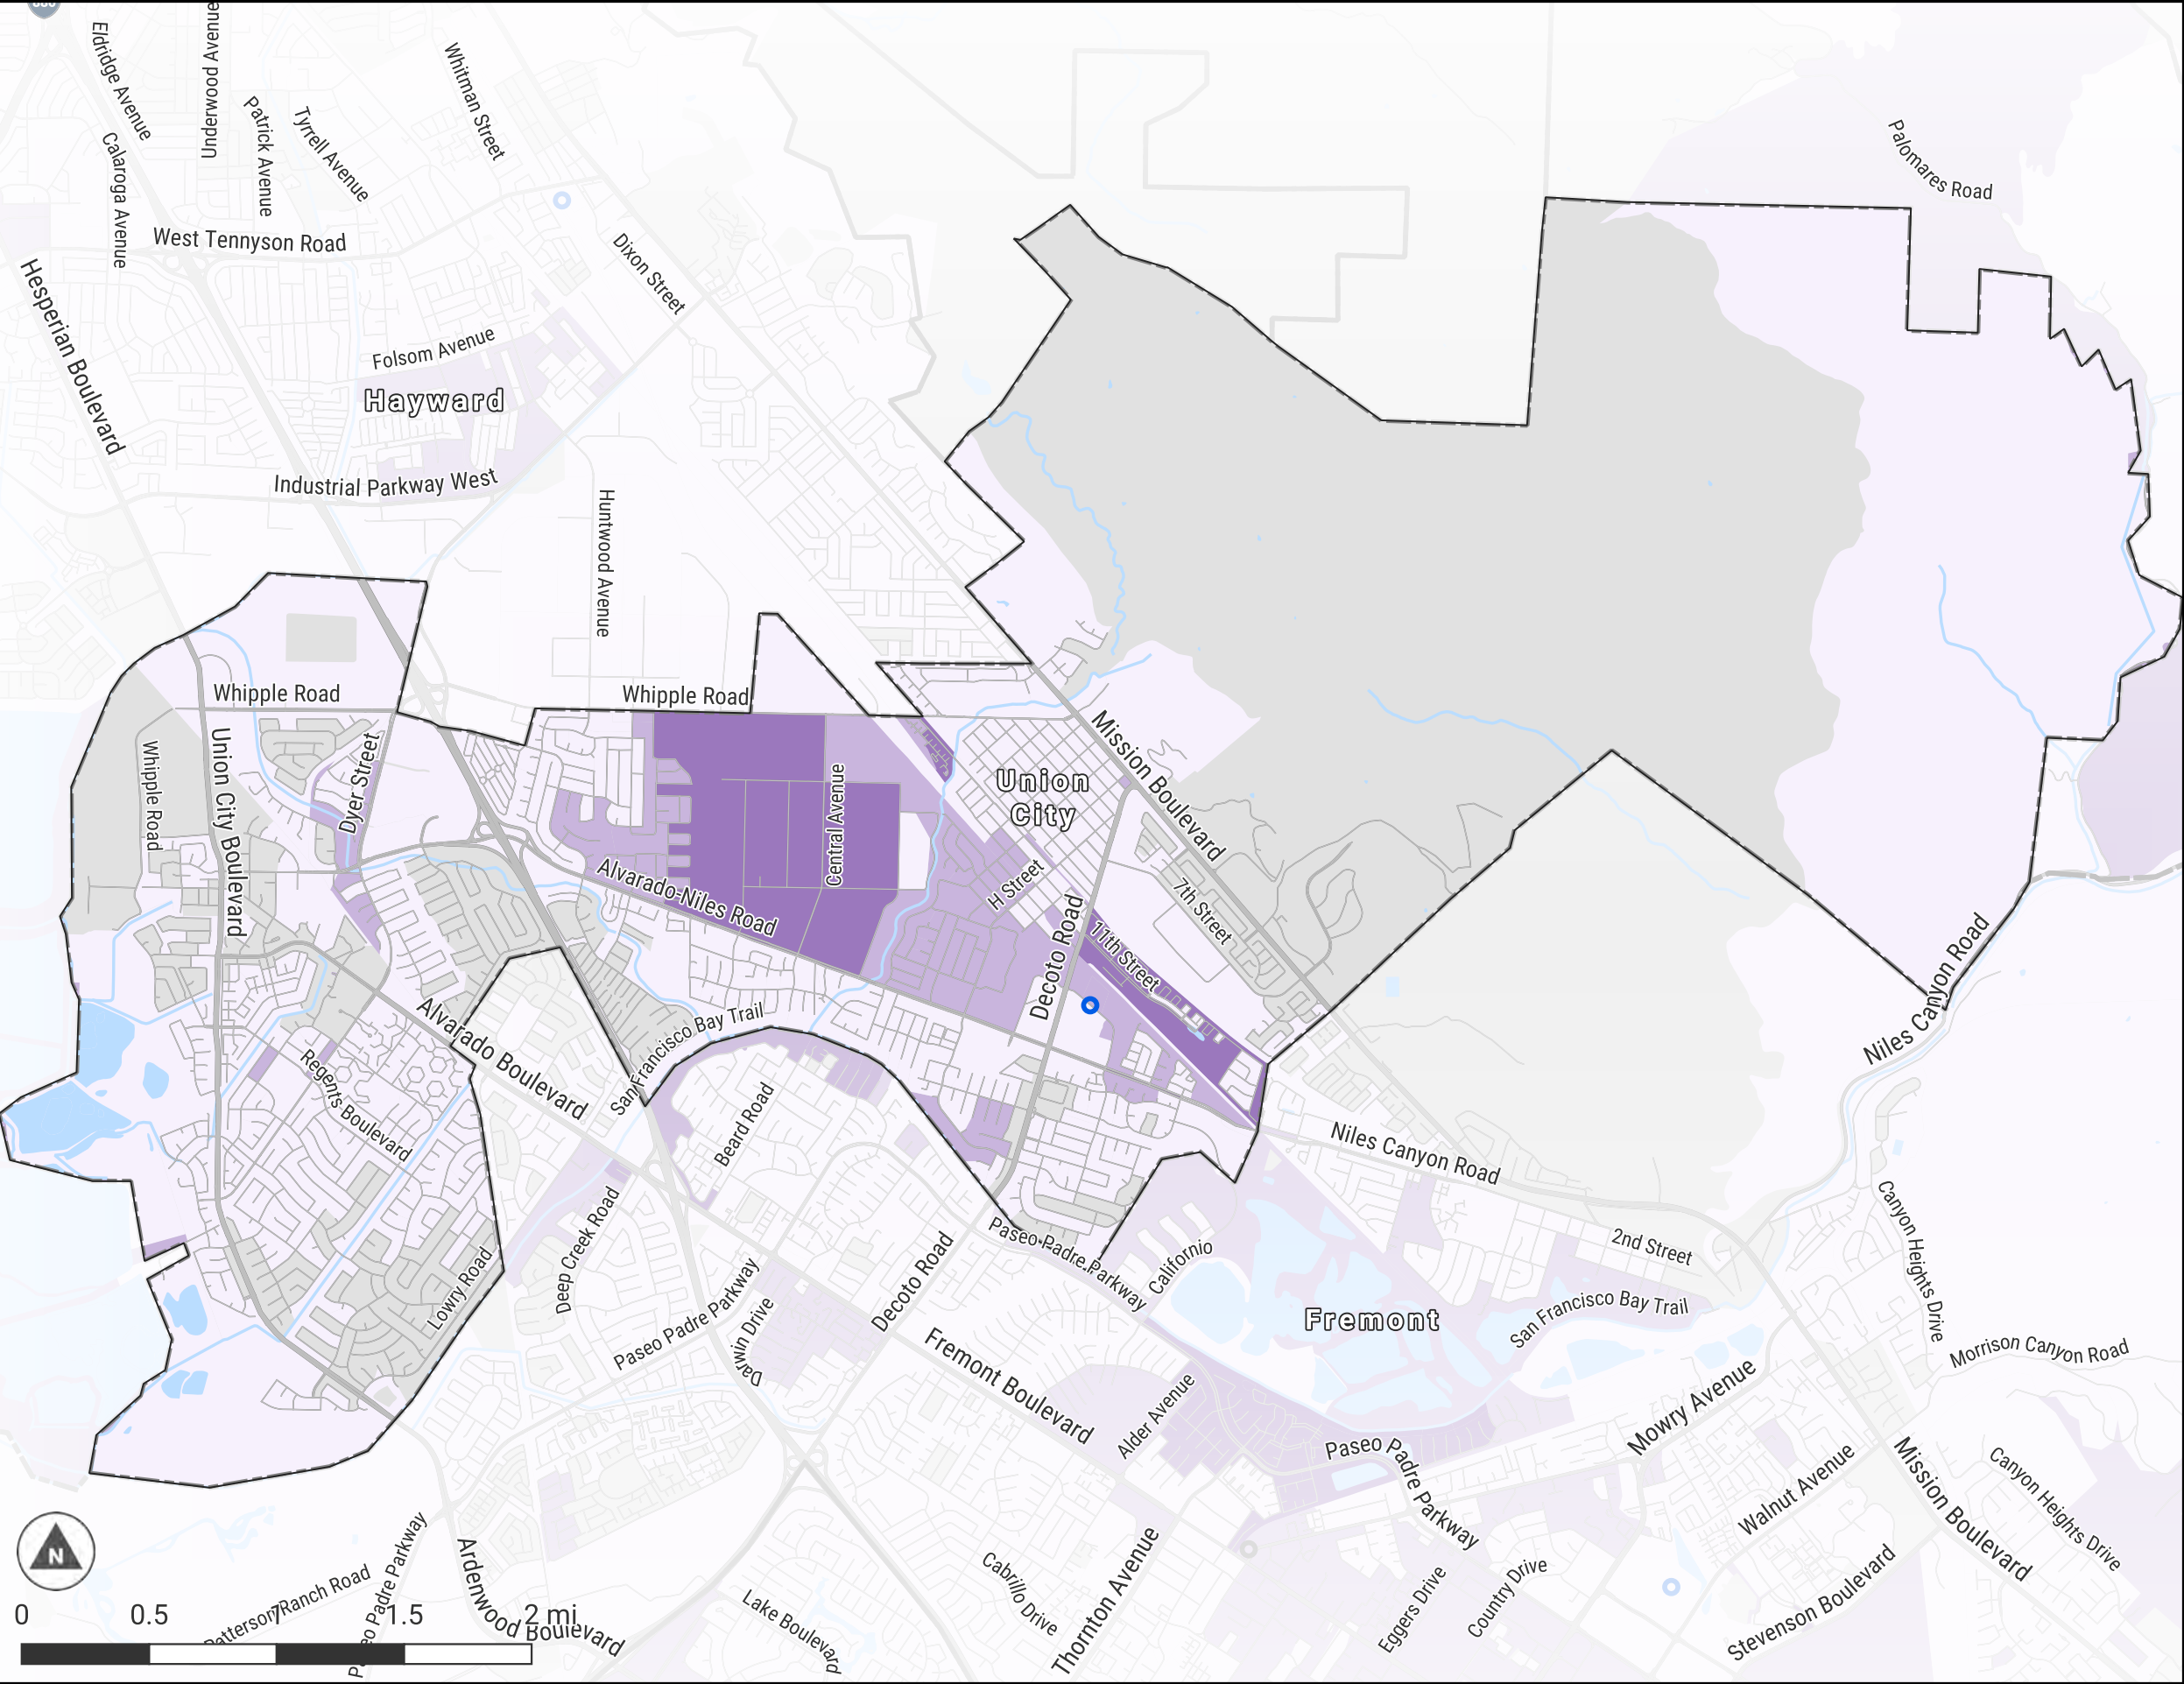 Eldridge Avenue
Underwood Avenue
Whitman Street
Patrick Avenue
Tyrrell Avenue
Calaroga Avenue
Palomares Road
West Tennyson Road
Dixon Street
Hesperian Boulevard
Folsom Avenue
Hayward
Industrial Parkway West
Huntwood Avenue
Whipple Road
Whipple Road
Mission Boulevard
Union City Boulevard
Whipple Road
Dyer Street
Central Avenue
Union
City
Alvarado-Niles Road
H Street
7th Street
Decoto Road
11th Street
Niles Canyon Road
Alvarado Boulevard
San Francisco Bay Trail
Regents Boulevard
Beard Road
Niles Canyon Road
Deep Creek Road
Lowry Road
Paseo Padre Parkway
Californio
Canyon Heights Drive
2nd Street
Decoto Road
Paseo Padre Parkway
Darwin Drive
Fremont
San Francisco Bay Trail
Morrison Canyon Road
Fremont Boulevard
Alder Avenue
Mowry Avenue
Paseo Padre Parkway
Walnut Avenue
Mission Boulevard
Canyon Heights Drive
N
Paseo Padre Parkway
Ardenwood Boulevard
Patterson Ranch Road
Cabrillo Drive
Thornton Avenue
Lake Boulevard
Eggers Drive
Country Drive
Stevenson Boulevard
0 0.5 1.5 2 mi